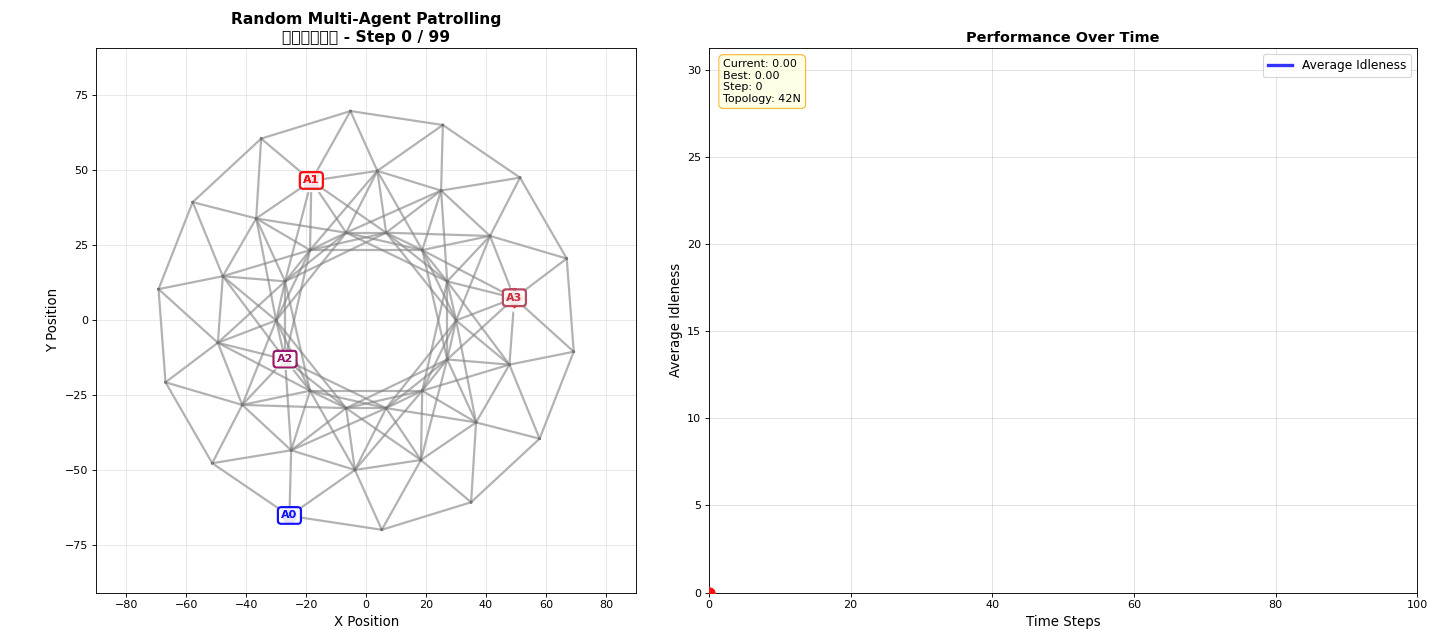 Random Multi-Agent Patrolling
- Step 0 / 99
Y Position
75
50
25
0
−25
−50
−75
A1
A3
A2
A0
−80
−60
−40
−20
0
20
40
60
80
X Position
Performance Over Time
Current: 0.00
Best: 0.00
Step: 0
Topology: 42N
Average Idleness
Average Idleness
30
25
20
15
10
5
0
0
20
40
60
80
100
Time Steps